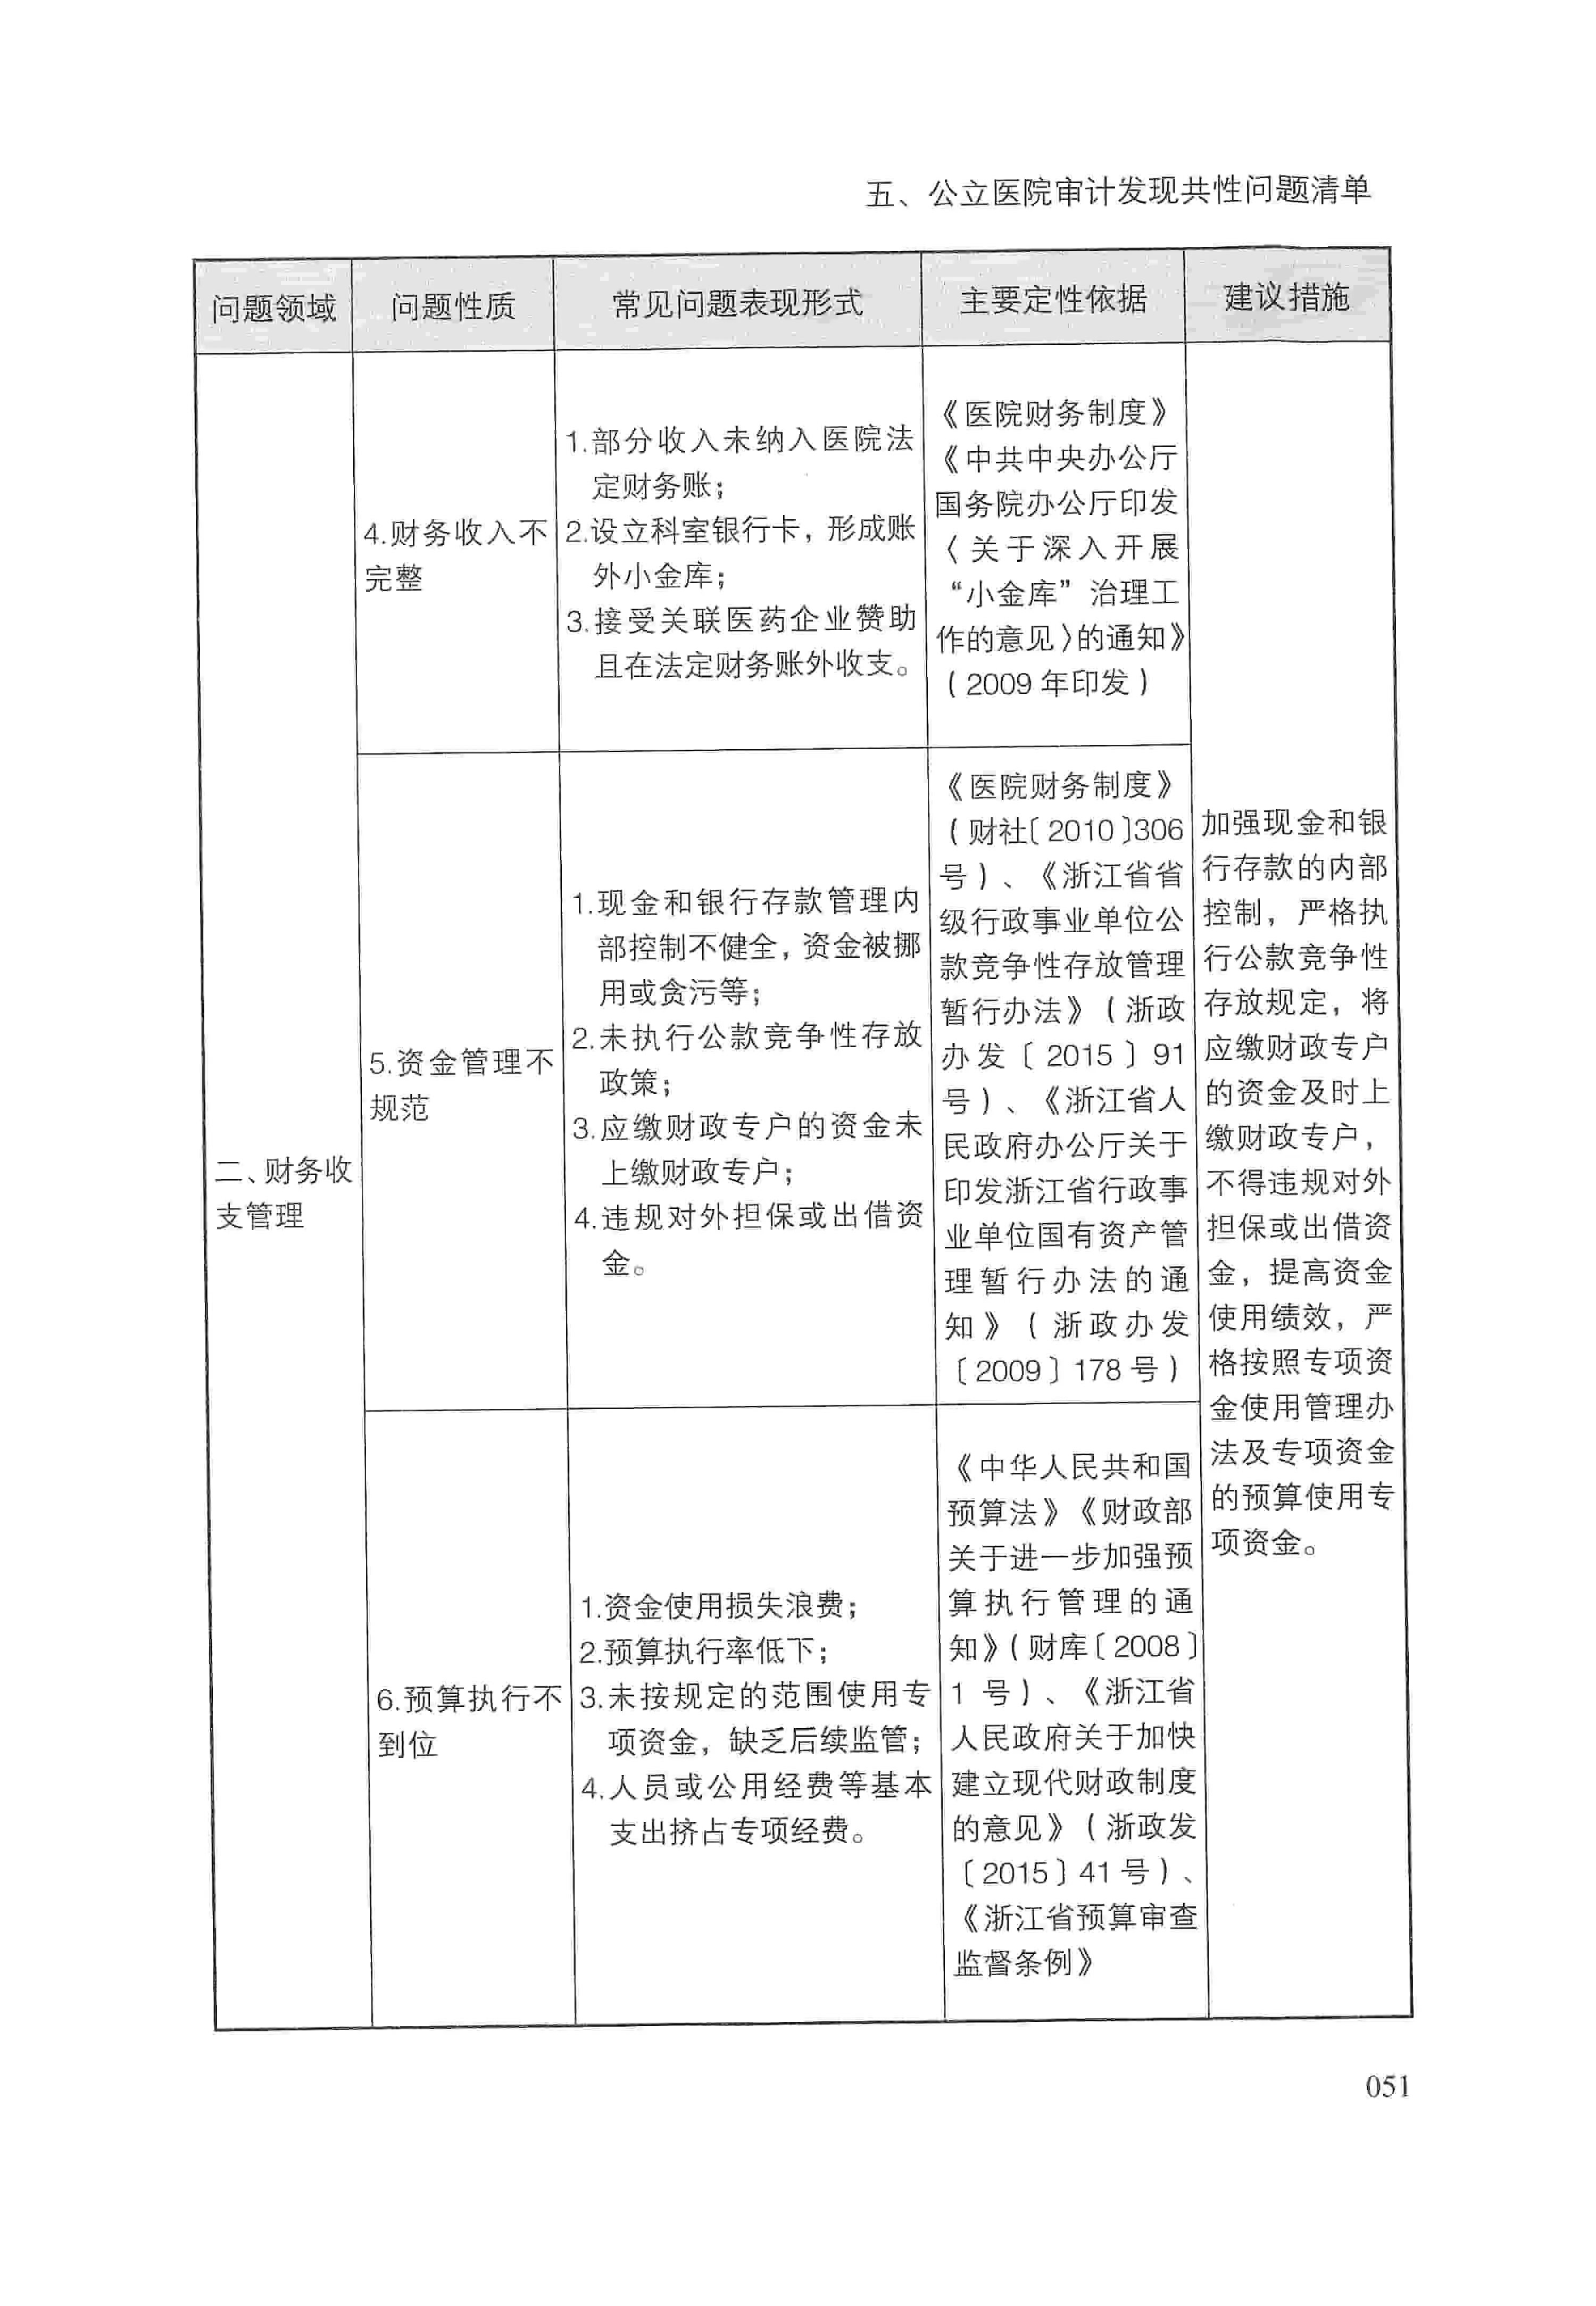 五、公立医院审计发现共性问题清单
问题领域
问题性质
常见问题表现形式
主要定性依据
建议措施
二、财务收
支管理
4.财务收入不
完整
1.部分收入未纳入医院法
定财务账；
2.设立科室银行卡，形成账
外小金库；
3.接受关联医药企业赞助
且在法定财务账外收支。
《医院财务制度》
《中共中央办公厅
国务院办公厅印发
〈关于深入开展
“小金库”治理工
作的意见〉的通知》
（2009年印发）
5.资金管理不
规范
1.现金和银行存款管理内
部控制不健全，资金被挪
用或贪污等；
2.未执行公款竞争性存放
政策；
3.应缴财政专户的资金未
上缴财政专户；
4.违规对外担保或出借资
金。
《医院财务制度》
（财社〔2010〕306
号）、《浙江省省
级行政事业单位公
款竞争性存放管理
暂行办法》（浙政
办发〔2015〕91
号）、《浙江省人
民政府办公厅关于
印发浙江省行政事
业单位国有资产管
理暂行办法的通
知》（浙政办发
〔2009〕178号）
6.预算执行不
到位
1.资金使用损失浪费；
2.预算执行率低下；
3.未按规定的范围使用专
项资金，缺乏后续监管；
4.人员或公用经费等基本
支出挤占专项经费。
《中华人民共和国
预算法》《财政部
关于进一步加强预
算执行管理的通
知》（财库〔2008〕
1号）、《浙江省
人民政府关于加快
建立现代财政制度
的意见》（浙政发
〔2015〕41号）、
《浙江省预算审查
监督条例》
加强现金和银
行存款的内部
控制，严格执
行公款竞争性
存放规定，将
应缴财政专户
的资金及时上
缴财政专户，
不得违规对外
担保或出借资
金，提高资金
使用绩效，严
格按照专项资
金使用管理办
法及专项资金
的预算使用专
项资金。
051